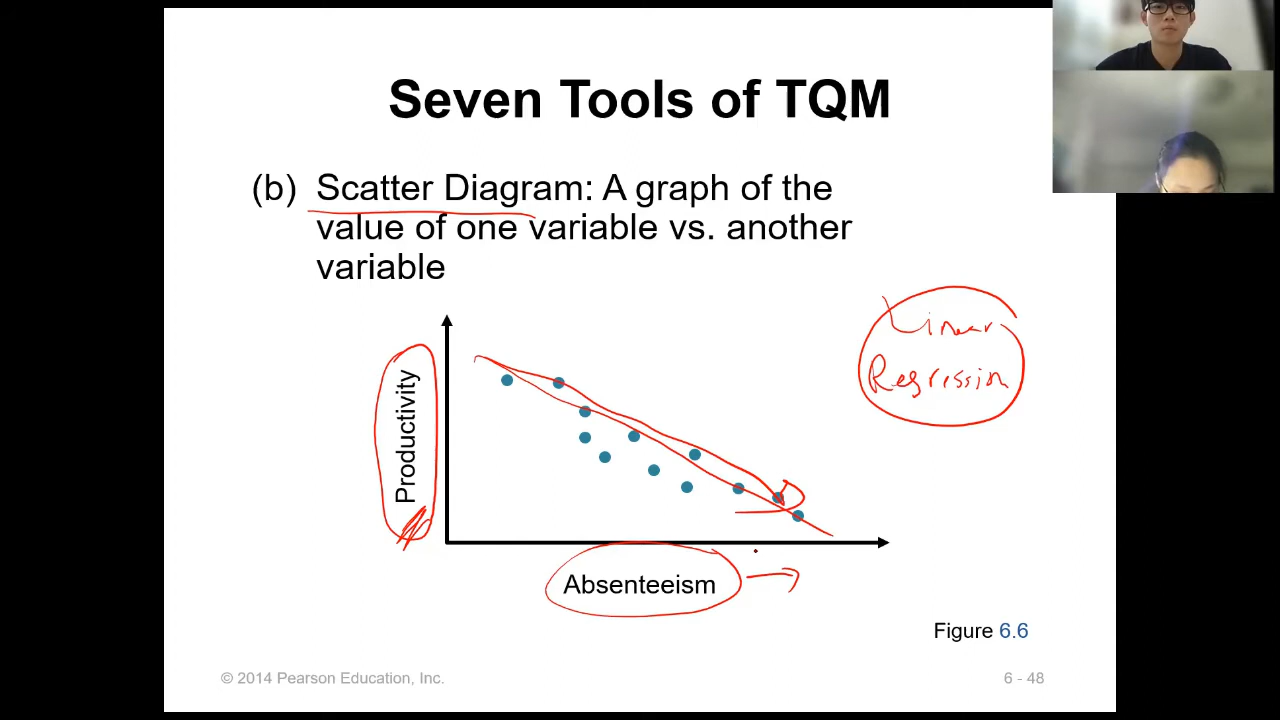 Seven Tools of TQM
(b) Scatter Diagram: A graph of the
value of one variable vs. another
variable
Linear
Regression
Productivity
Absenteeism
Figure 6.6
© 2014 Pearson Education, Inc.
6 - 48